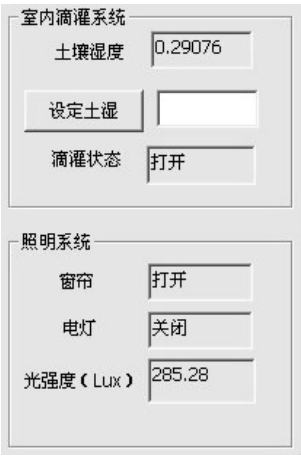 室内滴灌系统
土壤湿度 0.29076
设定土湿
滴灌状态 打开
照明系统
窗帘 打开
电灯 关闭
光强度(Lux) 285.28